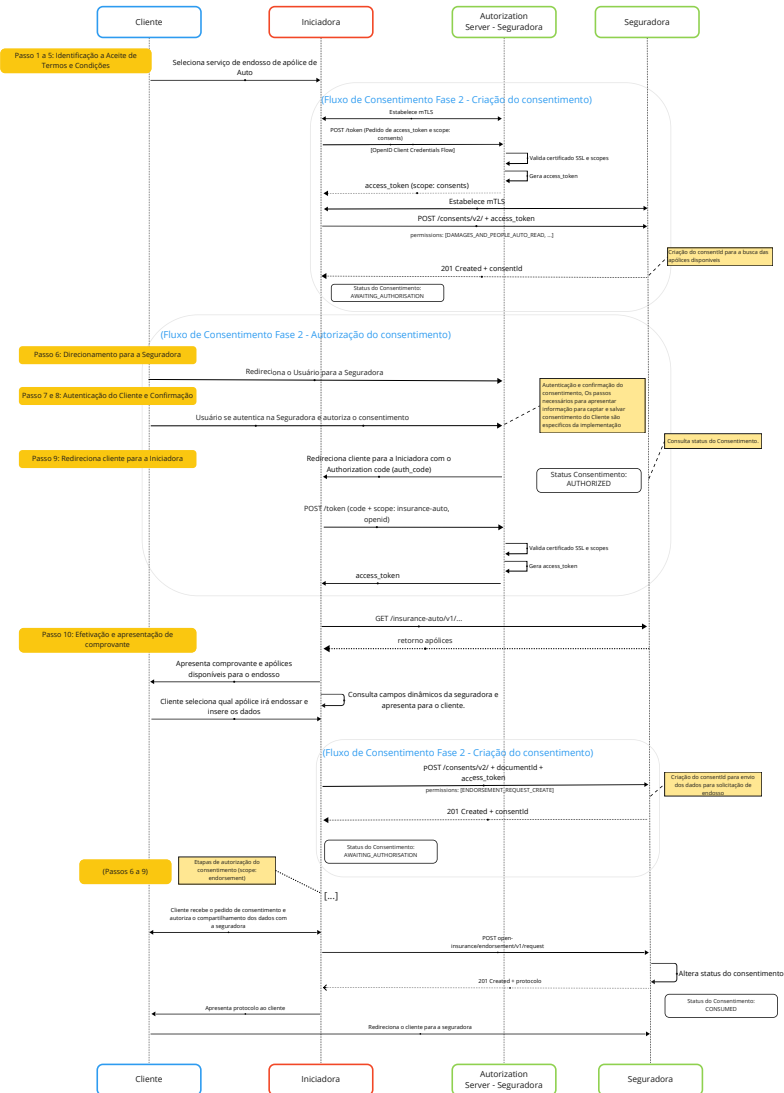 Cliente
Iniciadora
Autorization
Server - Seguradora
Seguradora
Passo 1 a 5: Identificação a Aceite de
Termos e Condições
Seleciona serviço de endosso de apólice de
Auto
(Fluxo de Consentimento Fase 2 - Criação do consentimento)
Estabelece mTLS
POST /token (Pedido de access_token e scope:
consents)
[OpenID Client Credentials Flow]
Valida certificado SSL e scopes
Gera access_token
access_token (scope: consents)
Estabelece mTLS
POST /consents/v2/ + access_token
permissions: [DAMAGES_AND_PEOPLE_AUTO_READ, ...]
Criação do consentId para a busca das
apólices disponíveis
201 Created + consentId
Status do Consentimento:
AWAITING_AUTHORISATION
(Fluxo de Consentimento Fase 2 - Autorização do consentimento)
Passo 6: Direcionamento para a Seguradora
Redireciona o Usuário para a Seguradora
Passo 7 e 8: Autenticação do Cliente e Confirmação
Autenticação e confirmação do
consentimento, Os passos
necessários para apresentar
informação para captar e salvar
consentimento do Cliente são
específicos da implementação
Usuário se autentica na Seguradora e autoriza o consentimento
Consulta status do Consentimento.
Passo 9: Redireciona cliente para a Iniciadora
Redireciona cliente para a Iniciadora com o
Authorization code (auth_code)
Status Consentimento:
AUTHORIZED
POST /token (code + scope: insurance-auto,
openid)
Valida certificado SSL e scopes
Gera access_token
access_token
GET /insurance-auto/v1/...
Passo 10: Efetivação e apresentação de
comprovante
retorno apólices
Apresenta comprovante e apólices
disponíveis para o endosso
Consulta campos dinâmicos da seguradora e
apresenta para o cliente.
Cliente seleciona qual apólice irá endossar e
insere os dados
(Fluxo de Consentimento Fase 2 - Criação do consentimento)
POST /consents/v2/ + documentId +
access_token
permissions: [ENDORSEMENT_REQUEST_CREATE]
Criação do consentId para envio
dos dados para solicitação de
endosso
201 Created + consentId
Status do Consentimento:
AWAITING_AUTHORISATION
(Passos 6 a 9)
Etapas de autorização do
consentimento (scope:
endorsement)
[...]
Cliente recebe o pedido de consentimento e
autoriza o compartilhamento dos dados com
a seguradora
POST open-
insurance/endorsement/v1/request
Altera status do consentimento
201 Created + protocolo
Status do Consentimento:
CONSUMED
Apresenta protocolo ao cliente
Redireciona o cliente para a seguradora
Cliente
Iniciadora
Autorization
Server - Seguradora
Seguradora